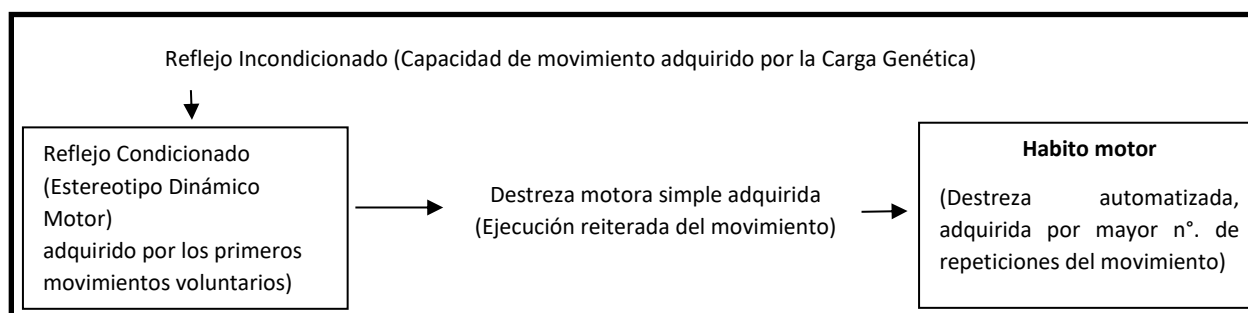 Reflejo Incondicionado (Capacidad de movimiento adquirido por la Carga Genética)
Reflejo Condicionado
(Estereotipo Dinámico
Motor)
adquirido por los primeros
movimientos voluntarios)
Destreza motora simple adquirida
(Ejecución reiterada del movimiento)
Habito motor
(Destreza automatizada,
adquirida por mayor n°. de
repeticiones del movimiento)